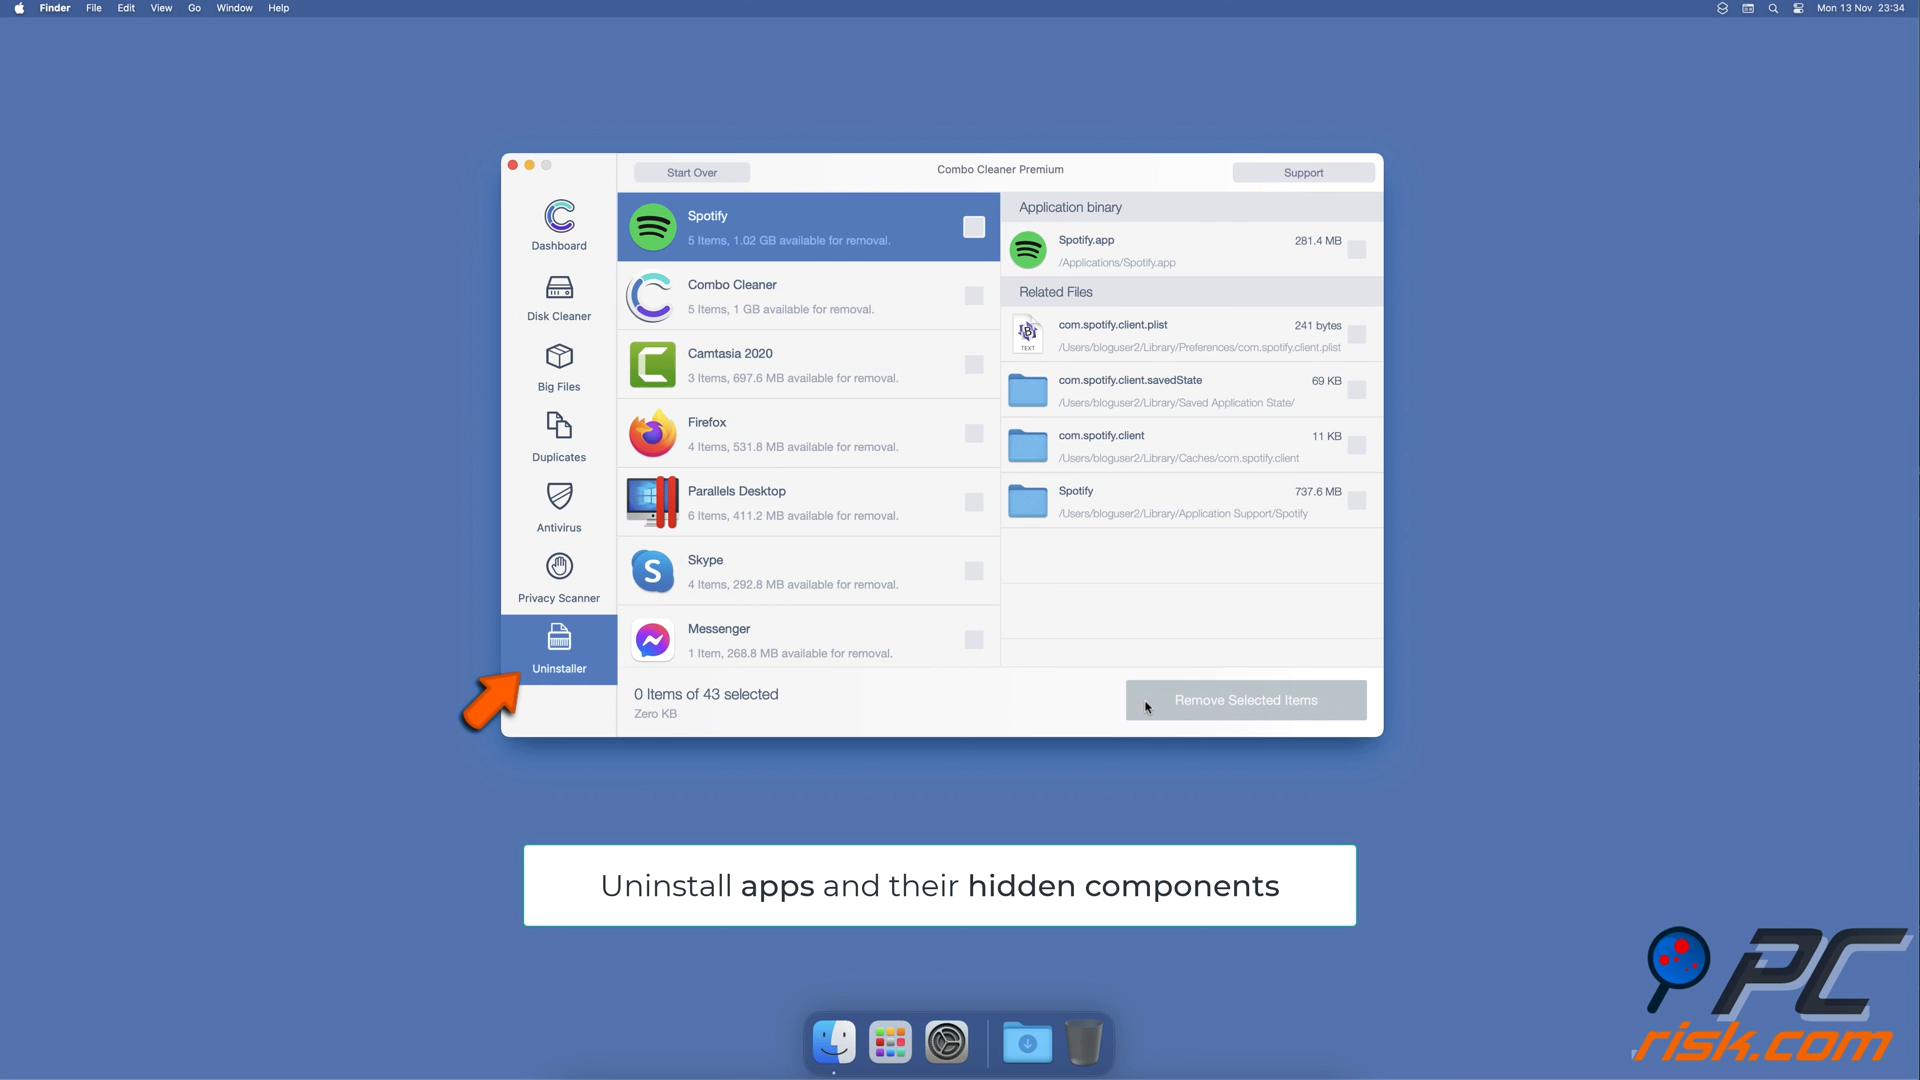 Finder File Edit View Go Window Help
Mon 13 Nov 23:34
Start Over
Combo Cleaner Premium
Support
Dashboard
Disk Cleaner
Big Files
Duplicates
Antivirus
Privacy Scanner
Uninstaller
Spotify
5 Items, 1.02 GB available for removal.
Combo Cleaner
5 Items, 1 GB available for removal.
Camtasia 2020
3 Items, 697.6 MB available for removal.
Firefox
4 Items, 531.8 MB available for removal.
Parallels Desktop
6 Items, 411.2 MB available for removal.
Skype
4 Items, 292.8 MB available for removal.
Messenger
1 Item, 268.8 MB available for removal.
Application binary
Spotify.app 281.4 MB
/Applications/Spotify.app
Related Files
com.spotify.client.plist 241 bytes
/Users/bloguser2/Library/Preferences/com.spotify.client.plist
TEXT
com.spotify.client.savedState 69 KB
/Users/bloguser2/Library/Saved Application State/
com.spotify.client 11 KB
/Users/bloguser2/Library/Caches/com.spotify.client
Spotify 737.6 MB
/Users/bloguser2/Library/Application Support/Spotify
0 Items of 43 selected
Zero KB
Remove Selected Items
Uninstall apps and their hidden components
PC
risk.com